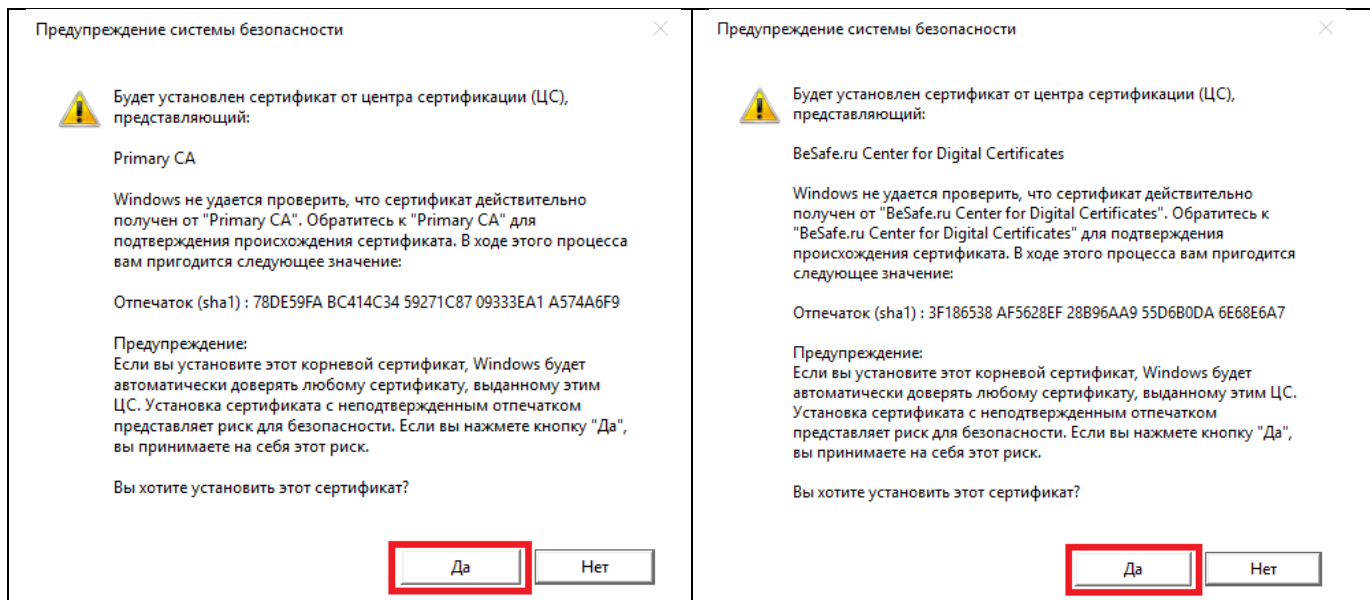 Предупреждение системы безопасности
Будет установлен сертификат от центра сертификации (ЦС),
представляющий:
Primary CA
Windows не удается проверить, что сертификат действительно
получен от "Primary CA". Обратитесь к "Primary CA" для
подтверждения происхождения сертификата. В ходе этого процесса
вам пригодится следующее значение:
Отпечаток (sha1) : 78DE59FA BC414C34 59271C87 09333EA1 A574A6F9
Предупреждение:
Если вы установите этот корневой сертификат, Windows будет
автоматически доверять любому сертификату, выданному этим
ЦС. Установка сертификата с неподтвержденным отпечатком
представляет риск для безопасности. Если вы нажмете кнопку "Да",
вы принимаете на себя этот риск.
Вы хотите установить этот сертификат?
Да
Нет
Предупреждение системы безопасности
Будет установлен сертификат от центра сертификации (ЦС),
представляющий:
BeSafe.ru Center for Digital Certificates
Windows не удается проверить, что сертификат действительно
получен от "BeSafe.ru Center for Digital Certificates". Обратитесь к
"BeSafe.ru Center for Digital Certificates" для подтверждения
происхождения сертификата. В ходе этого процесса вам пригодится
следующее значение:
Отпечаток (sha1) : 3F186538 AF5628EF 28B96AA9 55D6B0DA 6E68E6A7
Предупреждение:
Если вы установите этот корневой сертификат, Windows будет
автоматически доверять любому сертификату, выданному этим ЦС.
Установка сертификата с неподтвержденным отпечатком
представляет риск для безопасности. Если вы нажмете кнопку "Да",
вы принимаете на себя этот риск.
Вы хотите установить этот сертификат?
Да
Нет